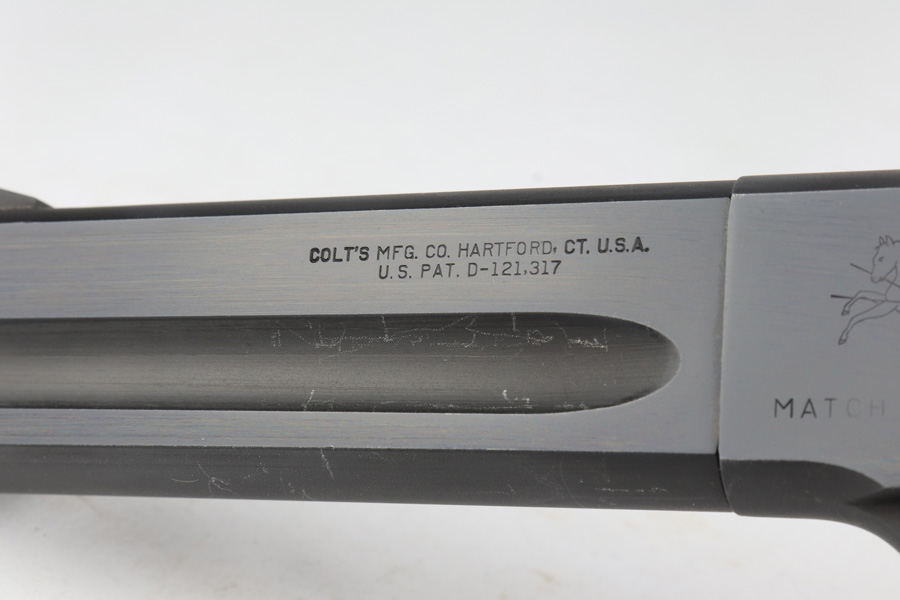 COLT'S MFG. CO. HARTFORD, CT. U.S.A.
U.S. PAT. D-121,317
MATCH